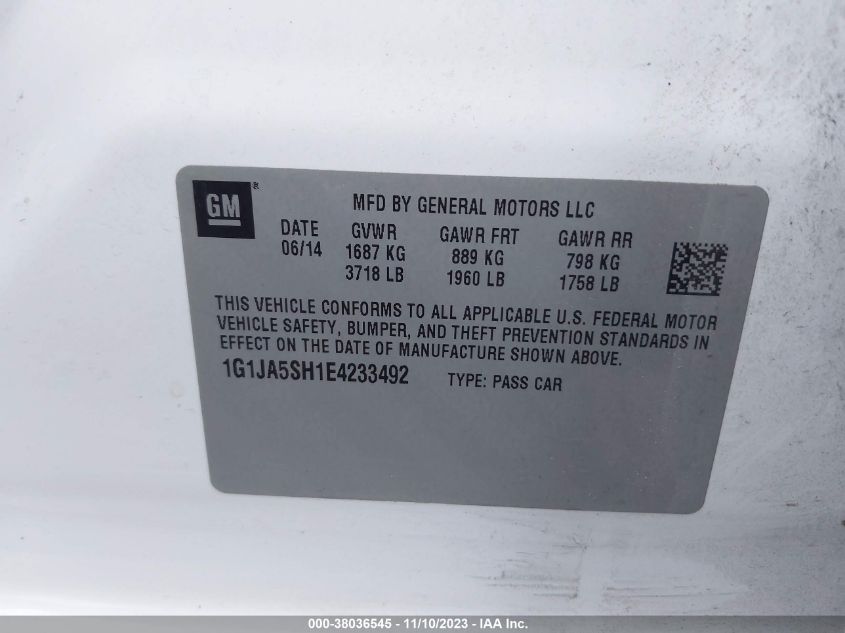 GM ®
MFD BY GENERAL MOTORS LLC
DATE GVWR GAWR FRT GAWR RR
06/14 1687 KG 889 KG 798 KG
3718 LB 1960 LB 1758 LB
THIS VEHICLE CONFORMS TO ALL APPLICABLE U.S. FEDERAL MOTOR
VEHICLE SAFETY, BUMPER, AND THEFT PREVENTION STANDARDS IN
EFFECT ON THE DATE OF MANUFACTURE SHOWN ABOVE.
1G1JA5SH1E4233492 TYPE: PASS CAR
000-38036545 - 11/10/2023 - IAA Inc.